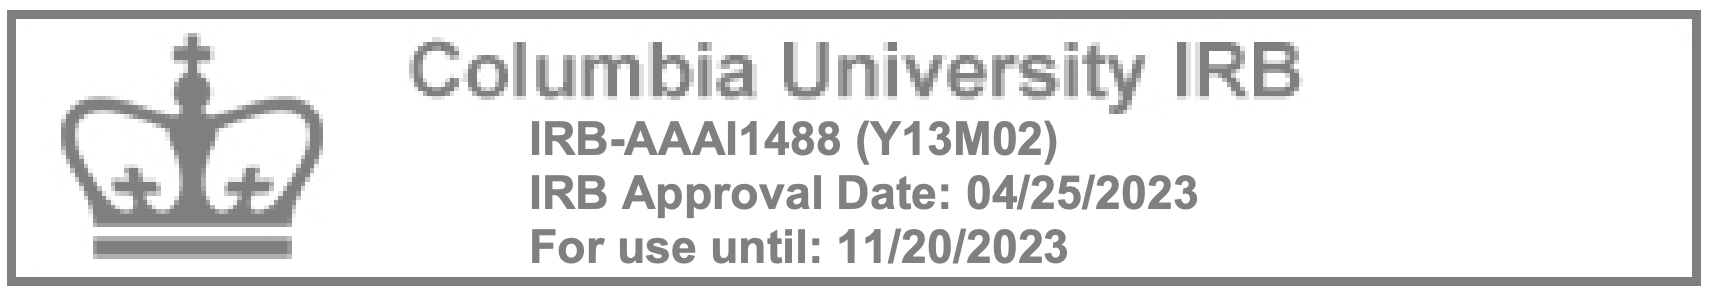 Columbia University IRB
IRB-AAAI1488 (Y13M02)
IRB Approval Date: 04/25/2023
For use until: 11/20/2023